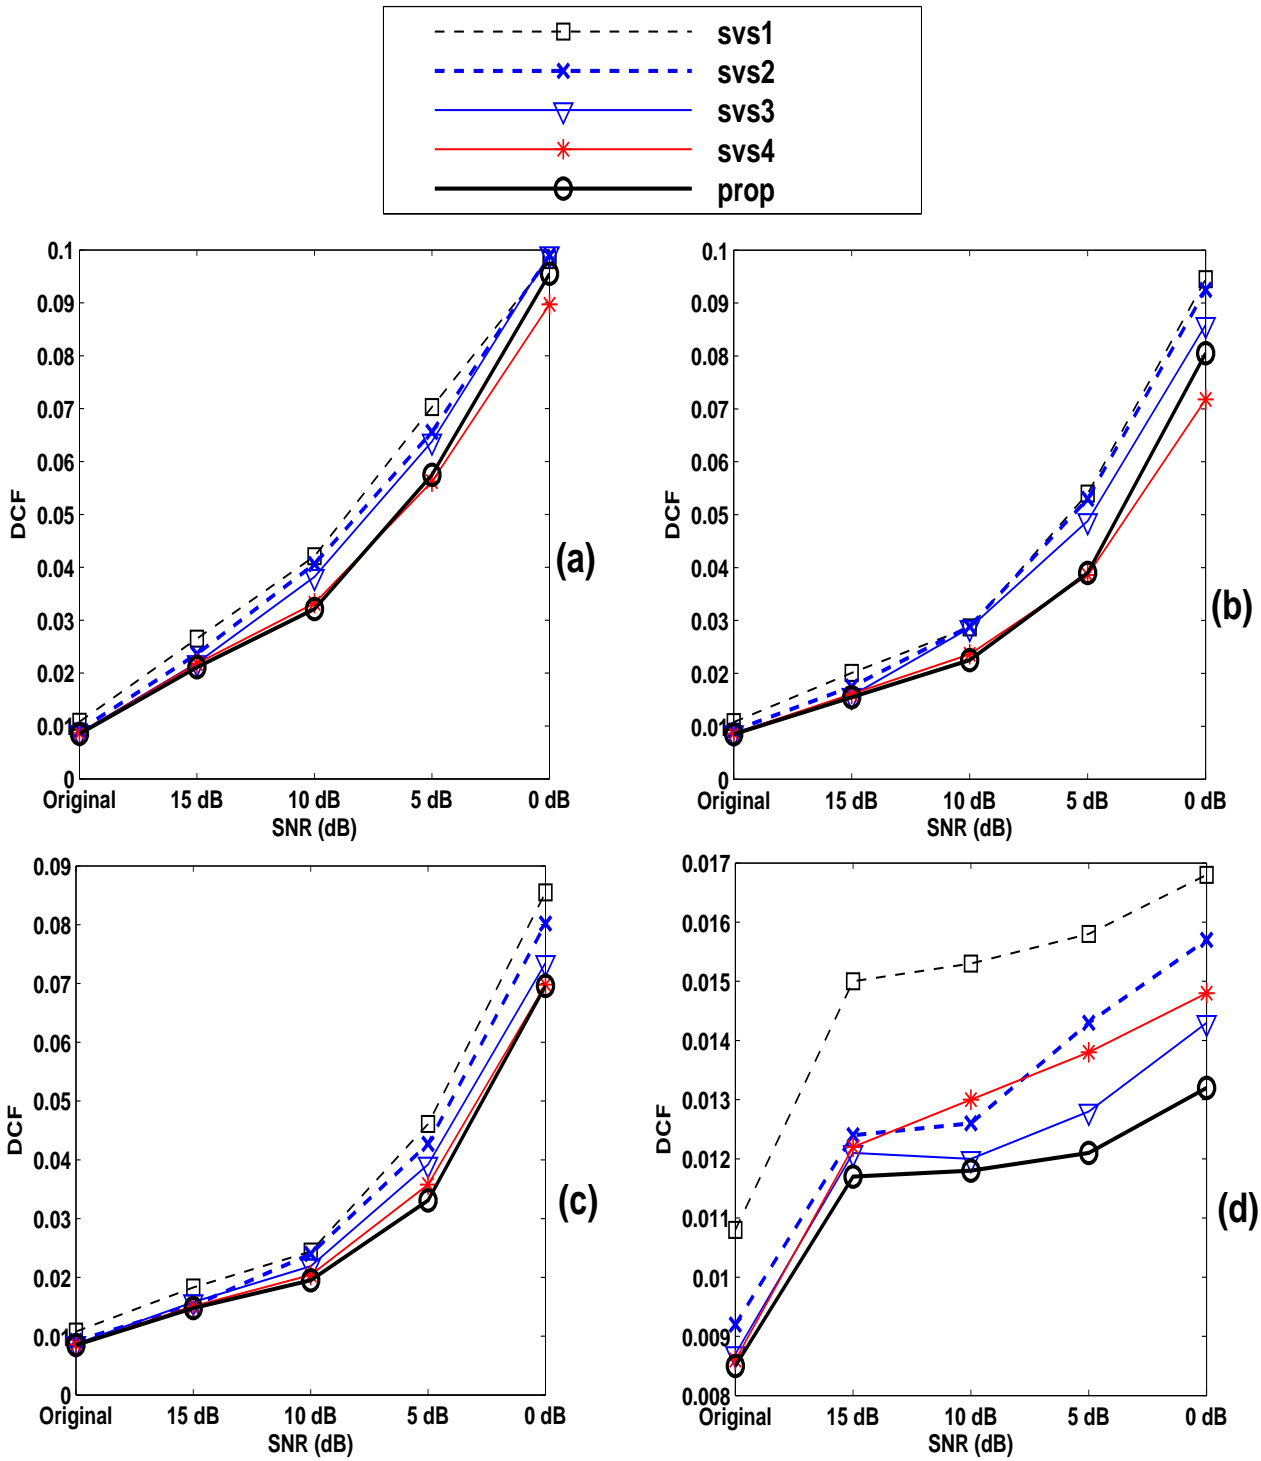 svs1
svs2
svs3
svs4
prop
0.1
0.09
0.08
0.07
0.06
0.05
0.04
0.03
0.02
0.01
0
DCF
Original 15 dB 10 dB 5 dB 0 dB
SNR (dB)
(a)
0.1
0.09
0.08
0.07
0.06
0.05
0.04
0.03
0.02
0.01
0
DCF
Original 15 dB 10 dB 5 dB 0 dB
SNR (dB)
(b)
0.09
0.08
0.07
0.06
0.05
0.04
0.03
0.02
0.01
0
DCF
Original 15 dB 10 dB 5 dB 0 dB
SNR (dB)
(c)
0.017
0.016
0.015
0.014
0.013
0.012
0.011
0.01
0.009
0.008
DCF
Original 15 dB 10 dB 5 dB 0 dB
SNR (dB)
(d)